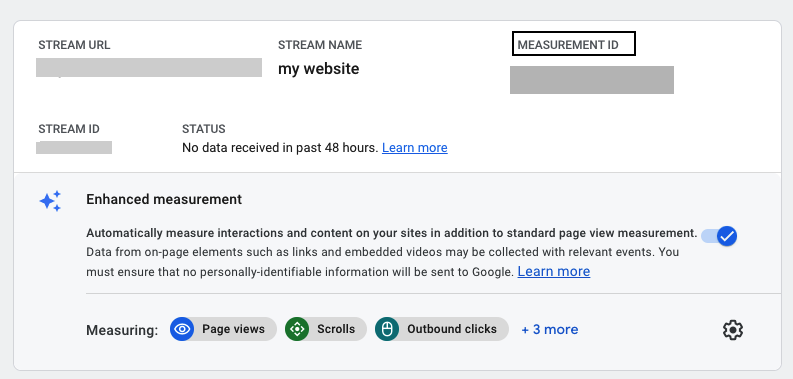 STREAM URL
STREAM NAME
MEASUREMENT ID
my website
STREAM ID
STATUS
No data received in past 48 hours. Learn more
Enhanced measurement
Automatically measure interactions and content on your sites in addition to standard page view measurement.
Data from on-page elements such as links and embedded videos may be collected with relevant events. You
must ensure that no personally-identifiable information will be sent to Google. Learn more
Measuring: Page views Scrolls Outbound clicks + 3 more